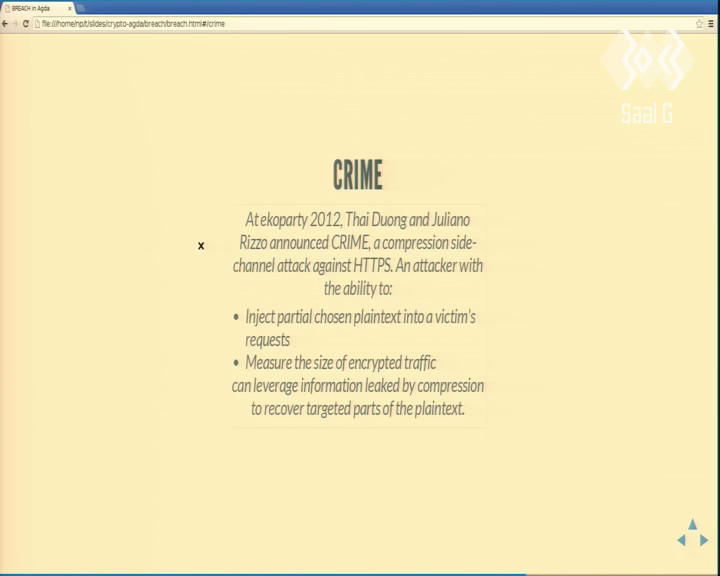 BREACH in Agda
file:///home/np/t/slides/crypto-agda/breach/breach.html#/crime
Saal G
CRIME
At ekoparty 2012, Thai Duong and Juliano
Rizzo announced CRIME, a compression side-
channel attack against HTTPS. An attacker with
the ability to:
• Inject partial chosen plaintext into a victim's
requests
• Measure the size of encrypted traffic
can leverage information leaked by compression
to recover targeted parts of the plaintext.